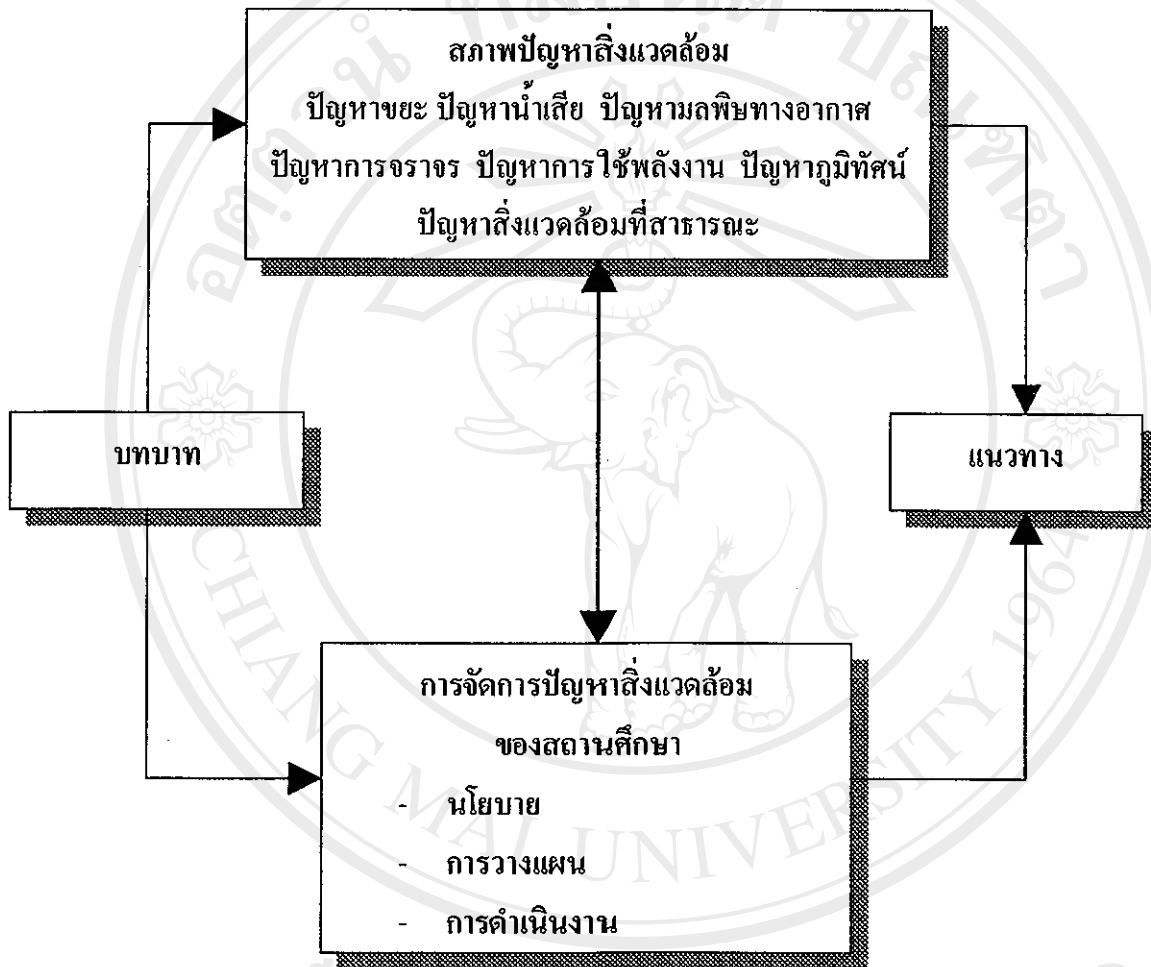 สภาพปัญหาสิ่งแวดล้อม
ปัญหาขยะ ปัญหาน้ำเสีย ปัญหามลพิษทางอากาศ
ปัญหาการจราจร ปัญหาการใช้พลังงาน ปัญหาภูมิทัศน์
ปัญหาสิ่งแวดล้อมที่สาธารณะ
บทบาท
แนวทาง
การจัดการปัญหาสิ่งแวดล้อม
ของสถานศึกษา
- นโยบาย
- การวางแผน
- การดำเนินงาน
CHIANG MAI UNIVERSITY 1964